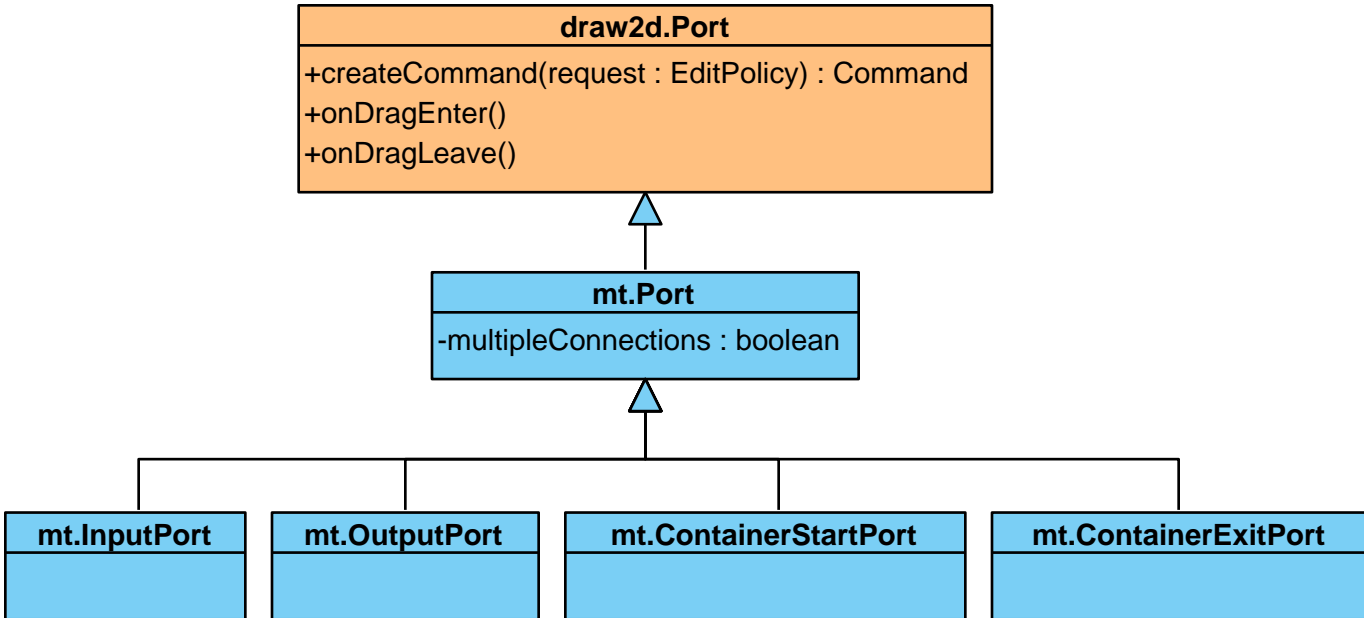 draw2d.Port
+createCommand(request : EditPolicy) : Command
+onDragEnter()
+onDragLeave()
mt.Port
-multipleConnections : boolean
mt.InputPort
mt.OutputPort
mt.ContainerStartPort
mt.ContainerExitPort